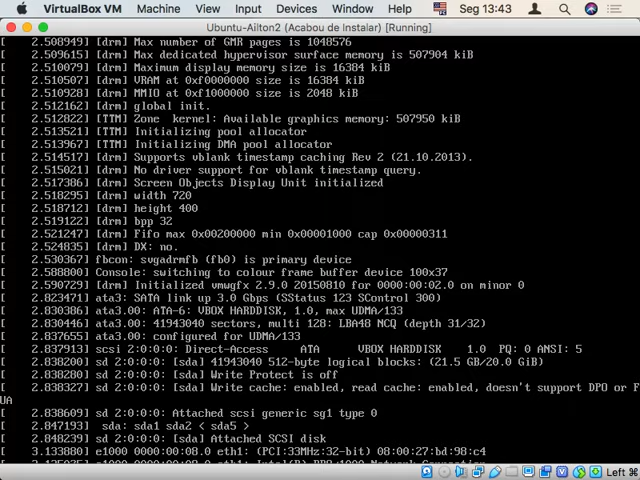 VirtualBox VM Machine View Input Devices Window Help Seg 13:43
Ubuntu-Ailton2 (Acabou de Instalar) [Running]
[    2.508949] [drm] Max number of GMR pages is 1048576
[    2.509615] [drm] Max dedicated hypervisor surface memory is 507904 kiB
[    2.510079] [drm] Maximum display memory size is 16384 kiB
[    2.510507] [drm] VRAM at 0xf0000000 size is 16384 kiB
[    2.510928] [drm] MMIO at 0xf1000000 size is 2048 kiB
[    2.512162] [drm] global init.
[    2.512822] [TTM] Zone  kernel: Available graphics memory: 507950 kiB
[    2.513521] [TTM] Initializing pool allocator
[    2.513967] [TTM] Initializing DMA pool allocator
[    2.514517] [drm] Supports vblank timestamp caching Rev 2 (21.10.2013).
[    2.515021] [drm] No driver support for vblank timestamp query.
[    2.517386] [drm] Screen Objects Display Unit initialized
[    2.518295] [drm] width 720
[    2.518712] [drm] height 400
[    2.519122] [drm] bpp 32
[    2.521247] [drm] Fifo max 0x00200000 min 0x00001000 cap 0x00000311
[    2.524835] [drm] DX: no.
[    2.530367] fbcon: svgadrmfb (fb0) is primary device
[    2.588800] Console: switching to colour frame buffer device 100x37
[    2.590729] [drm] Initialized vmwgfx 2.9.0 20150810 for 0000:00:02.0 on minor 0
[    2.823471] ata3: SATA link up 3.0 Gbps (SStatus 123 SControl 300)
[    2.830386] ata3.00: ATA-6: VBOX HARDDISK, 1.0, max UDMA/133
[    2.830446] ata3.00: 41943040 sectors, multi 128: LBA48 NCQ (depth 31/32)
[    2.837655] ata3.00: configured for UDMA/133
[    2.837913] scsi 2:0:0:0: Direct-Access     ATA      VBOX HARDDISK    1.0  PQ: 0 ANSI: 5
[    2.838200] sd 2:0:0:0: [sda] 41943040 512-byte logical blocks: (21.5 GB/20.0 GiB)
[    2.838280] sd 2:0:0:0: [sda] Write Protect is off
[    2.838327] sd 2:0:0:0: [sda] Write cache: enabled, read cache: enabled, doesn't support DPO or F
UA
[    2.838609] sd 2:0:0:0: Attached scsi generic sg1 type 0
[    2.847193]  sda: sda1 sda2 < sda5 >
[    2.848239] sd 2:0:0:0: [sda] Attached SCSI disk
[    3.133880] e1000 0000:00:08.0 eth1: (PCI:33MHz:32-bit) 08:00:27:bd:98:c4
Left ⌘